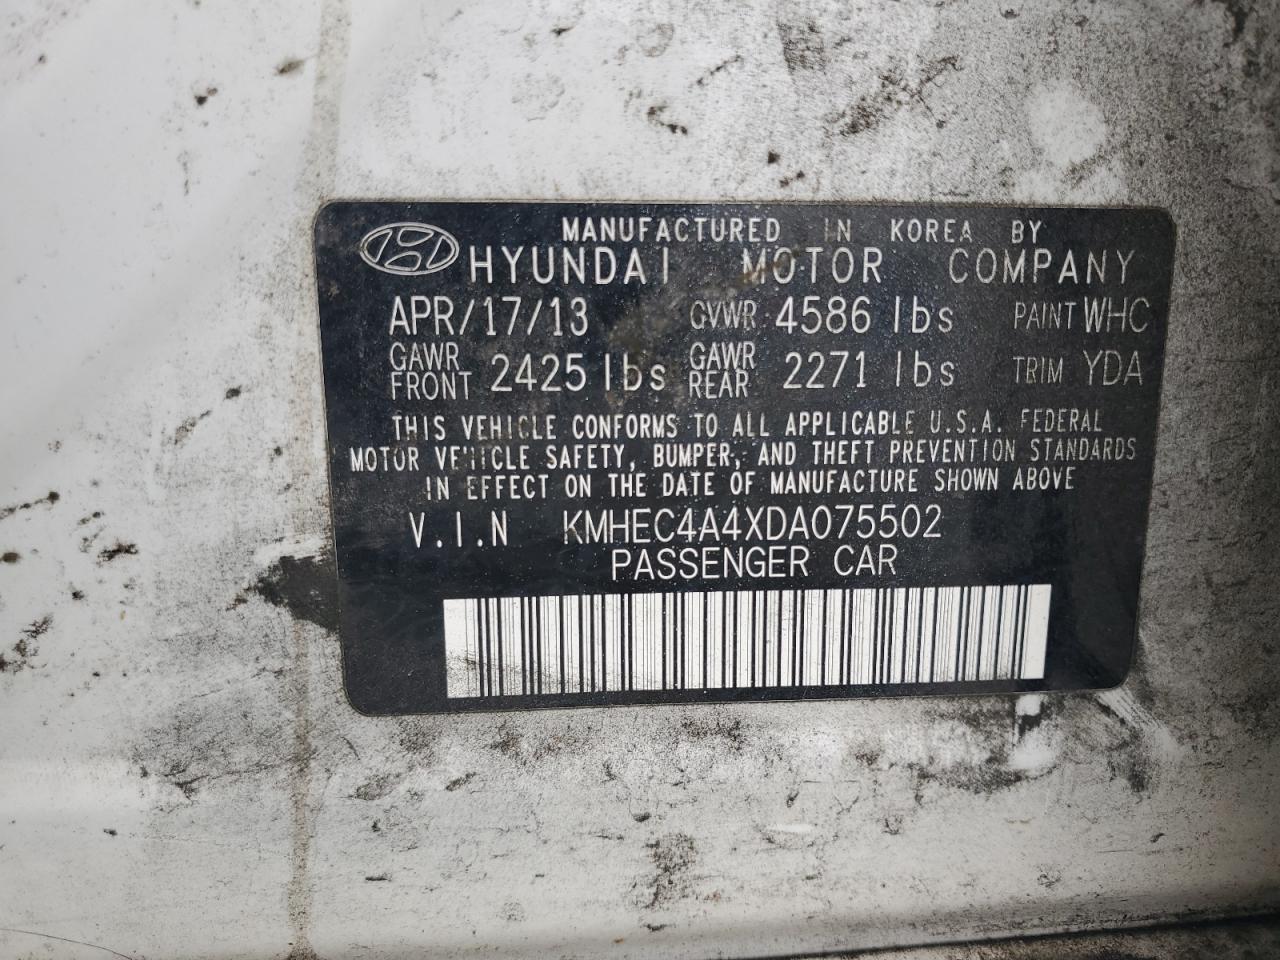 MANUFACTURED IN KOREA BY
HYUNDAI MOTOR COMPANY
APR/17/13 GVWR 4586 lbs PAINT WHC
GAWR FRONT 2425 lbs GAWR REAR 2271 lbs TRIM YDA
THIS VEHICLE CONFORMS TO ALL APPLICABLE U.S.A. FEDERAL
MOTOR VEHICLE SAFETY, BUMPER, AND THEFT PREVENTION STANDARDS
IN EFFECT ON THE DATE OF MANUFACTURE SHOWN ABOVE
V.I.N KMHEC4A4XDA075502
PASSENGER CAR